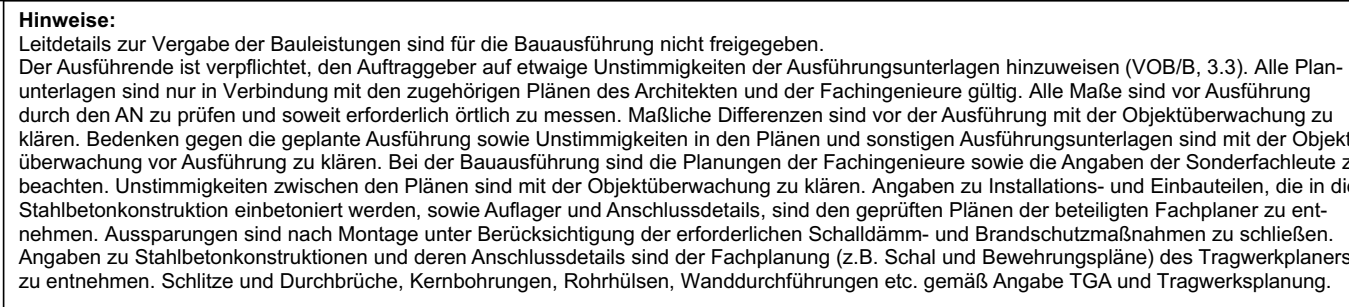 Hinweise:
Leitdetails zur Vergabe der Bauleistungen sind für die Bauausführung nicht freigegeben.
Der Ausführende ist verpflichtet, den Auftraggeber auf etwaige Unstimmigkeiten der Ausführungsunterlagen hinzuweisen (VOB/B, 3.3). Alle Plan-
unterlagen sind nur in Verbindung mit den zugehörigen Plänen des Architekten und der Fachingenieure gültig. Alle Maße sind vor Ausführung
durch den AN zu prüfen und soweit erforderlich örtlich zu messen. Maßliche Differenzen sind vor der Ausführung mit der Objektüberwachung zu
klären. Bedenken gegen die geplante Ausführung sowie Unstimmigkeiten in den Plänen und sonstigen Ausführungsunterlagen sind mit der Objekt
überwachung vor Ausführung zu klären. Bei der Bauausführung sind die Planungen der Fachingenieure sowie die Angaben der Sonderfachleute z
beachten. Unstimmigkeiten zwischen den Plänen sind mit der Objektüberwachung zu klären. Angaben zu Installations- und Einbauteilen, die in die
Stahlbetonkonstruktion einbetoniert werden, sowie Auflager und Anschlussdetails, sind den geprüften Plänen der beteiligten Fachplaner zu ent-
nehmen. Aussparungen sind nach Montage unter Berücksichtigung der erforderlichen Schalldämm- und Brandschutzmaßnahmen zu schließen.
Angaben zu Stahlbetonkonstruktionen und deren Anschlussdetails sind der Fachplanung (z.B. Schal und Bewehrungspläne) des Tragwerkplaners
zu entnehmen. Schlitze und Durchbrüche, Kernbohrungen, Rohrhülsen, Wanddurchführungen etc. gemäß Angabe TGA und Tragwerksplanung.